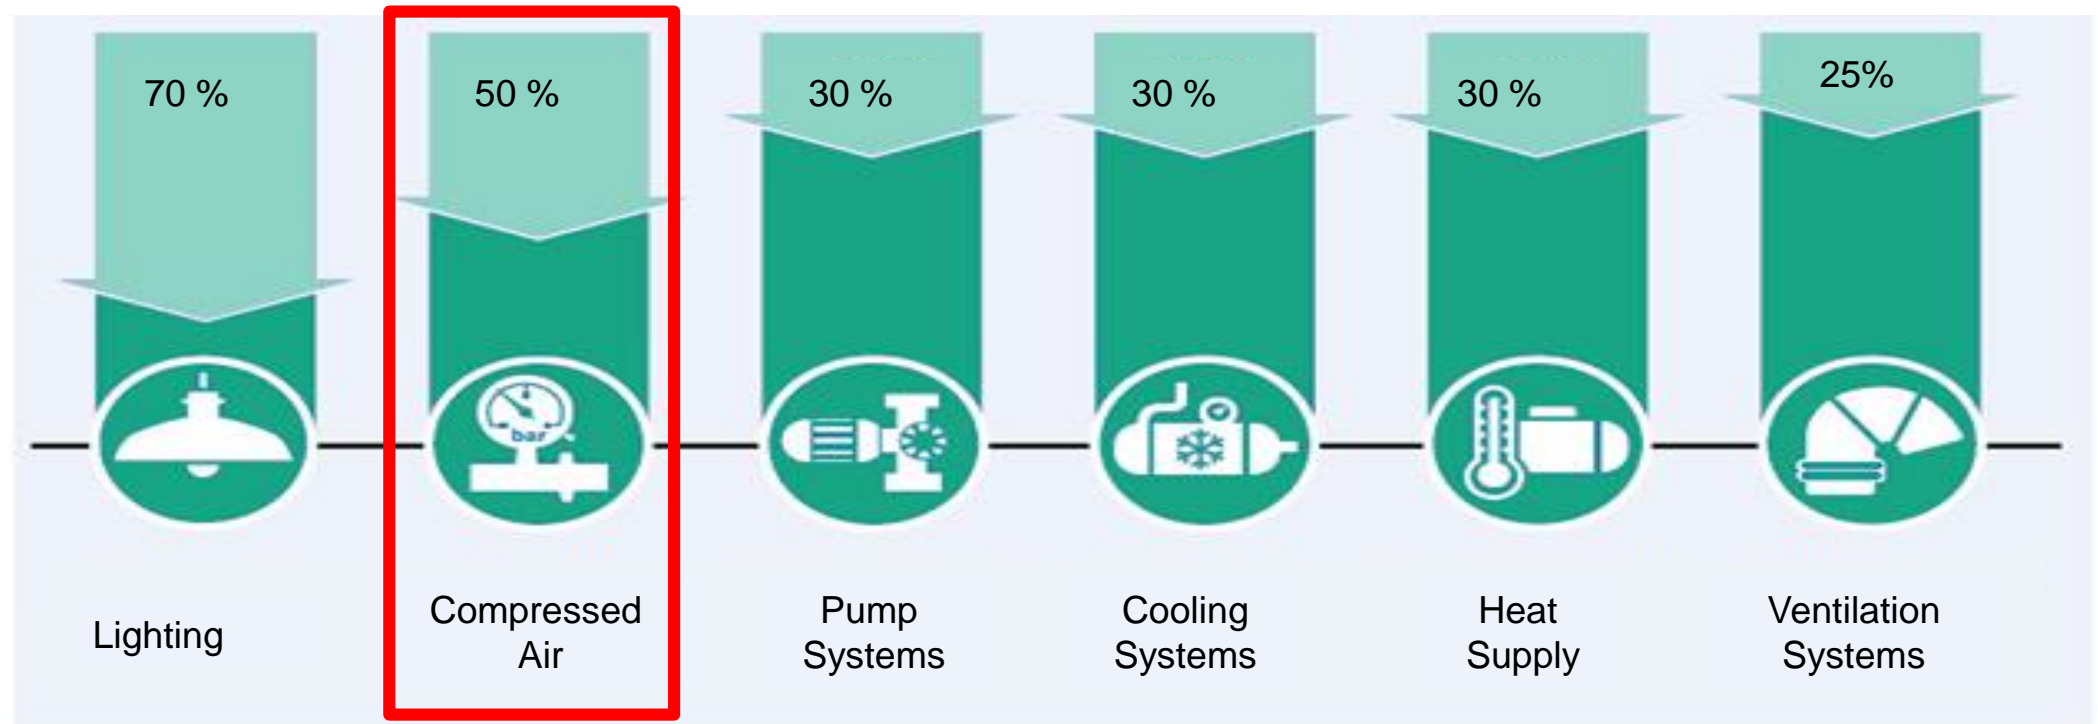 70 %
50 %
30 %
30 %
30 %
25%
bar
Lighting
Compressed
Air
Pump
Systems
Cooling
Systems
Heat
Supply
Ventilation
Systems